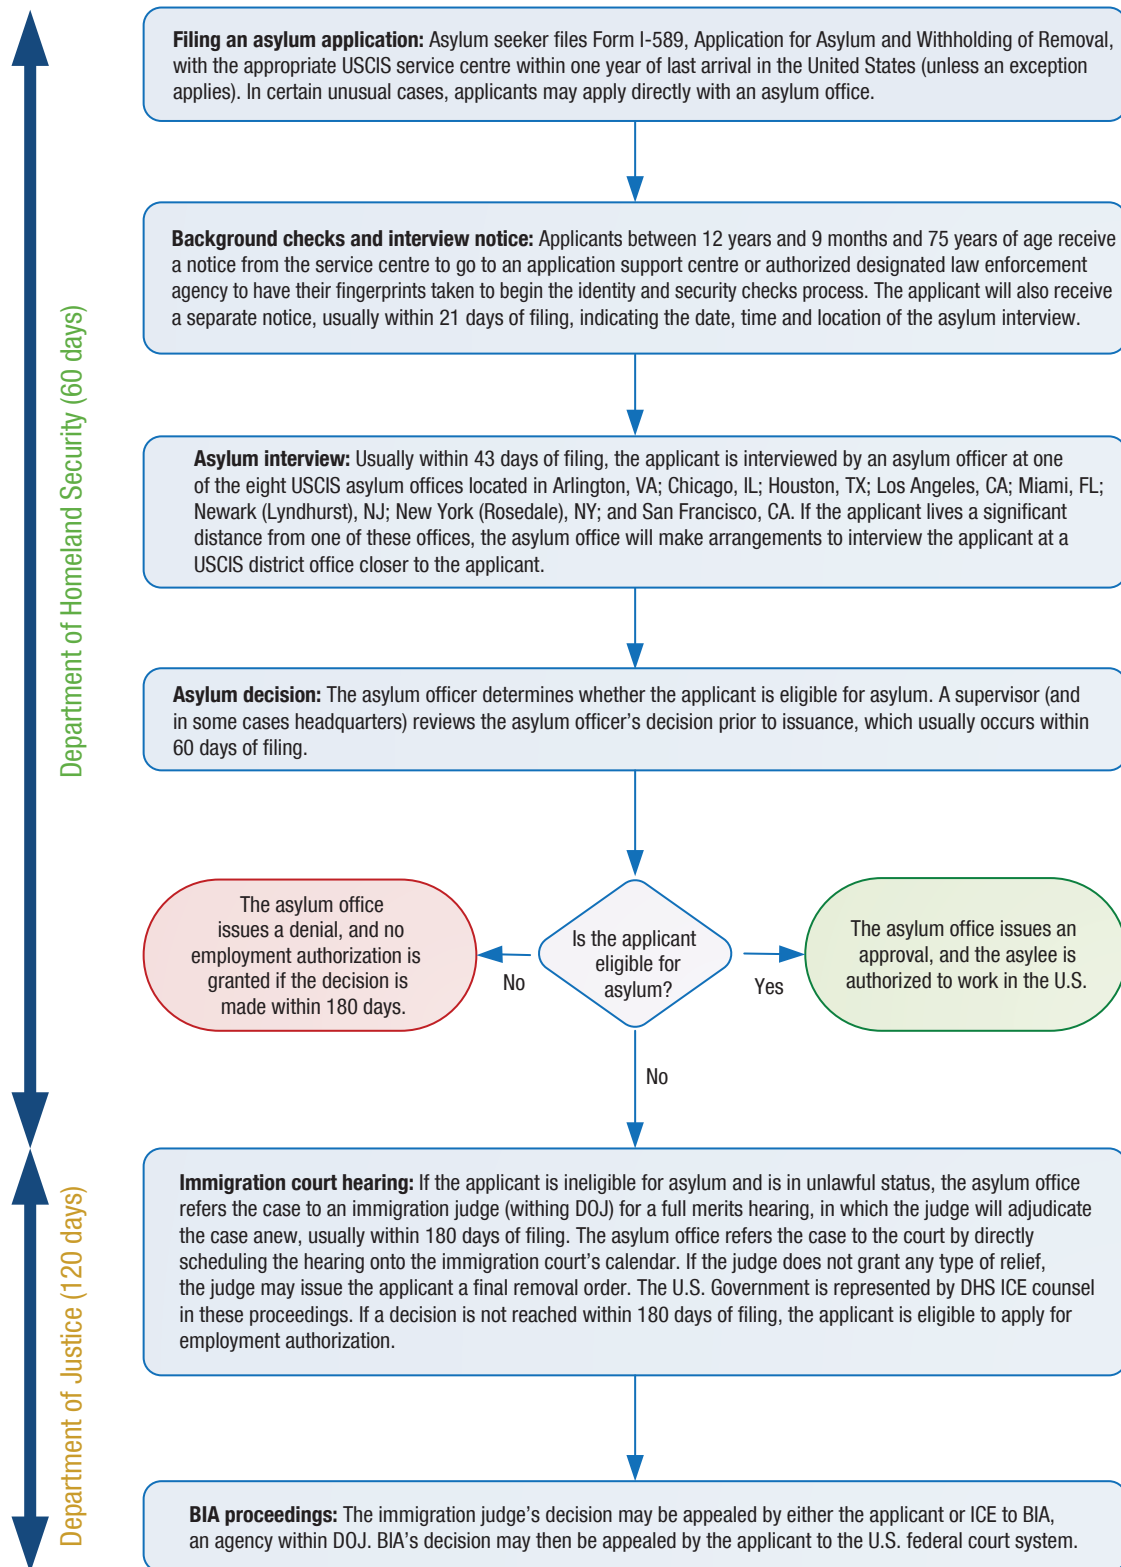 Filing an asylum application: Asylum seeker files Form I-589, Application for Asylum and Withholding of Removal,
with the appropriate USCIS service centre within one year of last arrival in the United States (unless an exception
applies). In certain unusual cases, applicants may apply directly with an asylum office.
Background checks and interview notice: Applicants between 12 years and 9 months and 75 years of age receive
a notice from the service centre to go to an application support centre or authorized designated law enforcement
agency to have their fingerprints taken to begin the identity and security checks process. The applicant will also receive
a separate notice, usually within 21 days of filing, indicating the date, time and location of the asylum interview.
Department of Homeland Security (60 days)
Asylum interview: Usually within 43 days of filing, the applicant is interviewed by an asylum officer at one
of the eight USCIS asylum offices located in Arlington, VA; Chicago, IL; Houston, TX; Los Angeles, CA; Miami, FL;
Newark (Lyndhurst), NJ; New York (Rosedale), NY; and San Francisco, CA. If the applicant lives a significant
distance from one of these offices, the asylum office will make arrangements to interview the applicant at a
USCIS district office closer to the applicant.
Asylum decision: The asylum officer determines whether the applicant is eligible for asylum. A supervisor (and
in some cases headquarters) reviews the asylum officer's decision prior to issuance, which usually occurs within
60 days of filing.
The asylum office
issues a denial, and no
employment authorization is
granted if the decision is
made within 180 days.
No
Is the applicant
eligible for
asylum?
Yes
The asylum office issues an
approval, and the asylee is
authorized to work in the U.S.
No
Department of Justice (120 days)
Immigration court hearing: If the applicant is ineligible for asylum and is in unlawful status, the asylum office
refers the case to an immigration judge (withing DOJ) for a full merits hearing, in which the judge will adjudicate
the case anew, usually within 180 days of filing. The asylum office refers the case to the court by directly
scheduling the hearing onto the immigration court's calendar. If the judge does not grant any type of relief,
the judge may issue the applicant a final removal order. The U.S. Government is represented by DHS ICE counsel
in these proceedings. If a decision is not reached within 180 days of filing, the applicant is eligible to apply for
employment authorization.
BIA proceedings: The immigration judge's decision may be appealed by either the applicant or ICE to BIA,
an agency within DOJ. BIA's decision may then be appealed by the applicant to the U.S. federal court system.